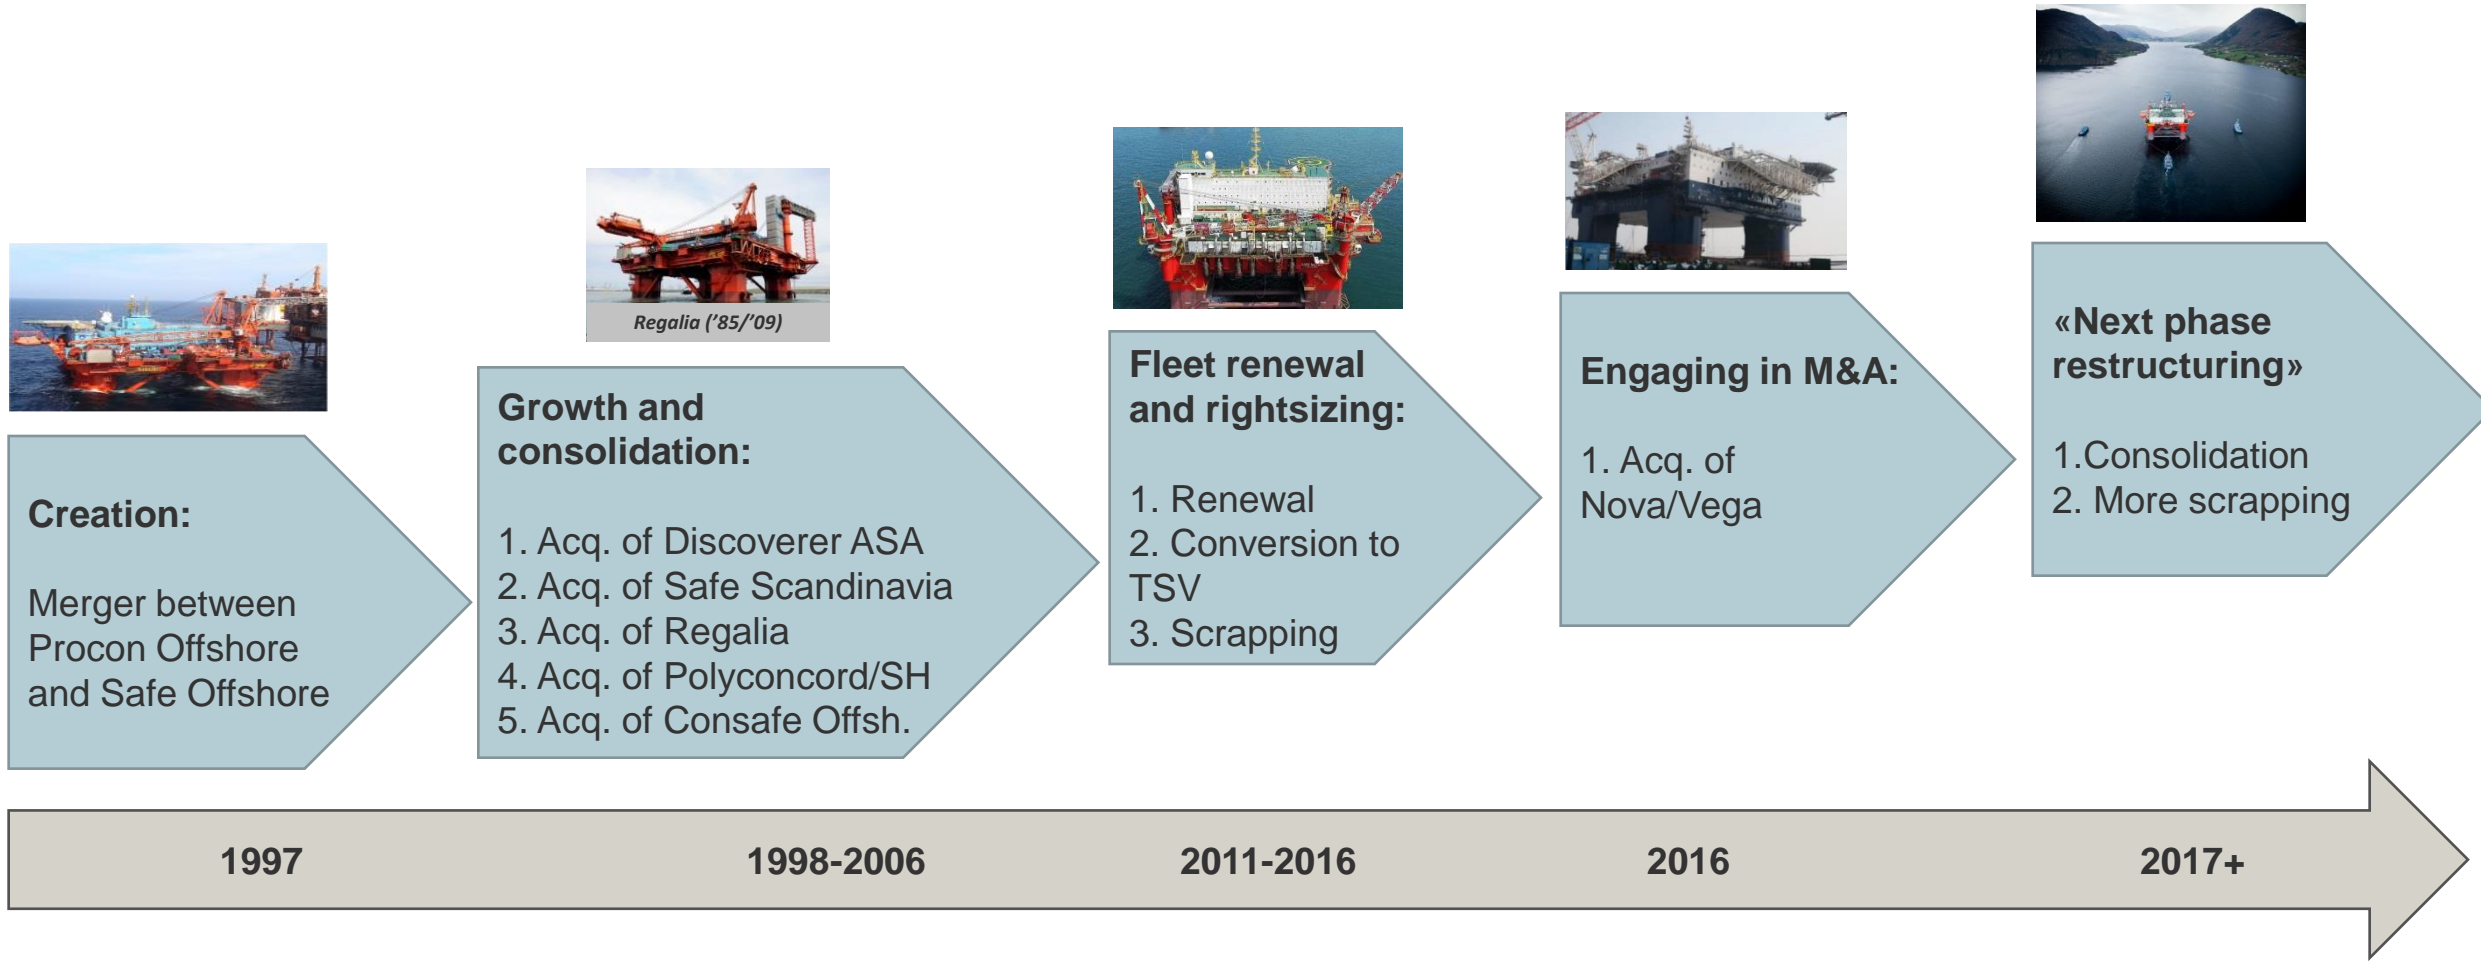 Regalia ('85/'09)
Creation:
Merger between
Procon Offshore
and Safe Offshore
Growth and
consolidation:
1. Acq. of Discoverer ASA
2. Acq. of Safe Scandinavia
3. Acq. of Regalia
4. Acq. of Polyconcord/SH
5. Acq. of Consafe Offsh.
Fleet renewal
and rightsizing:
1. Renewal
2. Conversion to
TSV
3. Scrapping
Engaging in M&A:
1. Acq. of
Nova/Vega
«Next phase
restructuring»
1.Consolidation
2. More scrapping
1997
1998-2006
2011-2016
2016
2017+